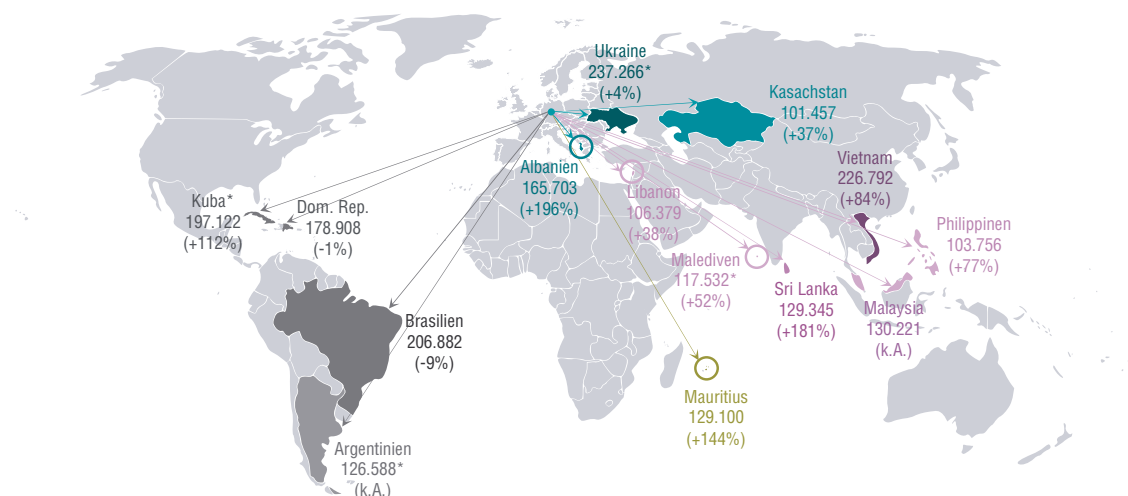 Ukraine
237.266*
(+4%)
Kasachstan
101.457
(+37%)
Albanien
165.703
(+196%)
Libanon
106.379
(+38%)
Vietnam
226.792
(+84%)
Kuba*
197.122
(+112%)
Dom. Rep.
178.908
(-1%)
Philippinen
103.756
(+77%)
Malediven
117.532*
(+52%)
Sri Lanka
129.345
(+181%)
Malaysia
130.221
(k.A.)
Brasilien
206.882
(-9%)
Mauritius
129.100
(+144%)
Argentinien
126.588*
(k.A.)